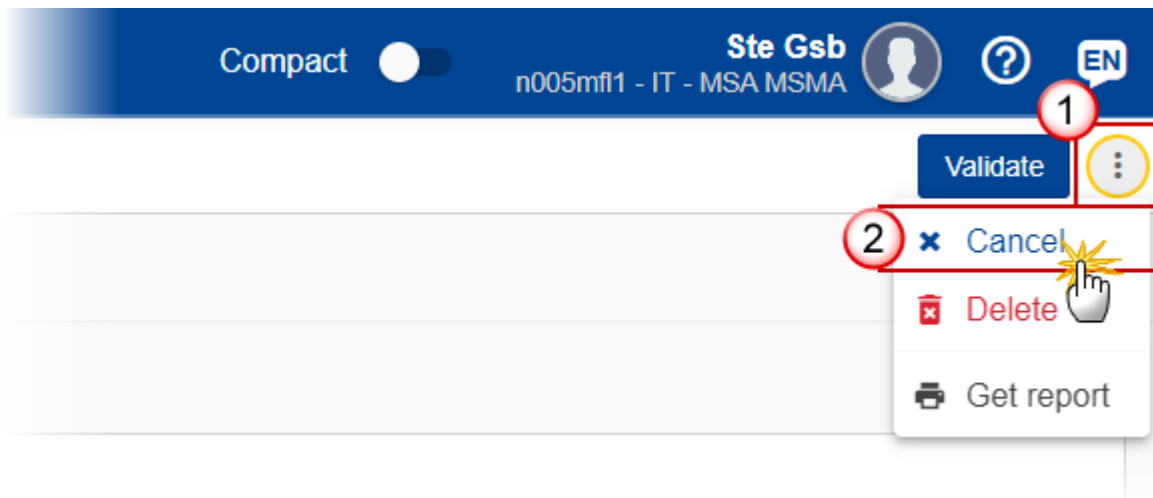 Compact
Ste Gsb
n005mfl1 - IT - MSA MSMA
EN
1
Validate
2
Cancel
Delete
Get report